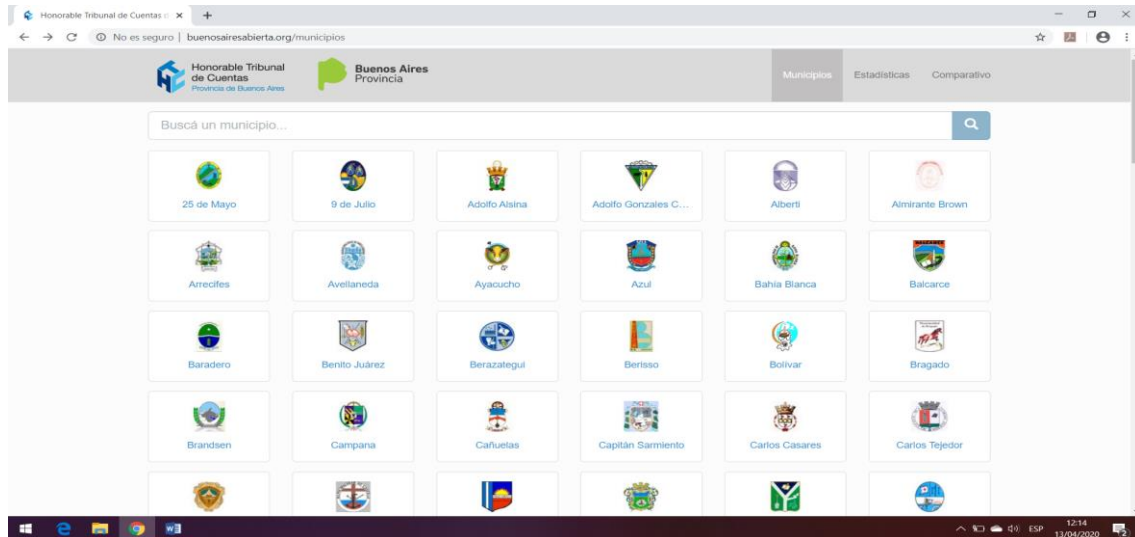 Honorable Tribunal de Cuentas
No es seguro | buenosairesabierta.org/municipios
Honorable Tribunal
de Cuentas
Provincia de Buenos Aires
Buenos Aires
Provincia
Municipios Estadísticas Comparativo
Buscá un municipio...
25 de Mayo 9 de Julio Adolfo Alsina Adolfo Gonzales C... Alberti Almirante Brown
Arrecifes Avellaneda Ayacucho Azul Bahía Blanca Balcarce
Baradero Benito Juárez Berazategui Berisso Bolívar Bragado
Brandsen Campana Cañuelas Capitán Sarmiento Carlos Casares Carlos Tejedor
ESP 12:14
13/04/2020